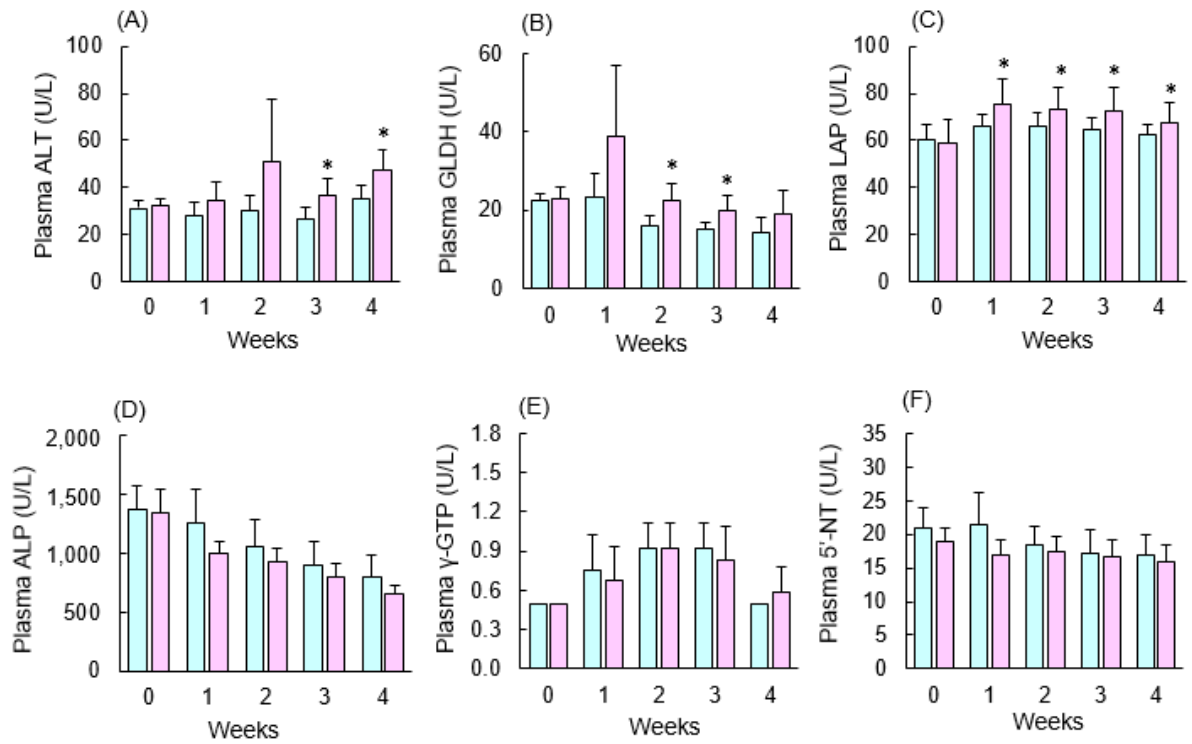 (A)
Plasma ALT (U/L)
100
80
60
40
20
0
* *
0 1 2 3 4
Weeks
(B)
Plasma GLDH (U/L)
60
40
20
0
* *
0 1 2 3 4
Weeks
(C)
Plasma LAP (U/L)
100
80
60
40
20
0
* * * *
0 1 2 3 4
Weeks
(D)
Plasma ALP (U/L)
2,000
1,500
1,000
500
0
0 1 2 3 4
Weeks
(E)
Plasma γ-GTP (U/L)
1.8
1.5
1.2
0.9
0.6
0.3
0.0
0 1 2 3 4
Weeks
(F)
Plasma 5'-NT (U/L)
35
30
25
20
15
10
5
0
0 1 2 3 4
Weeks